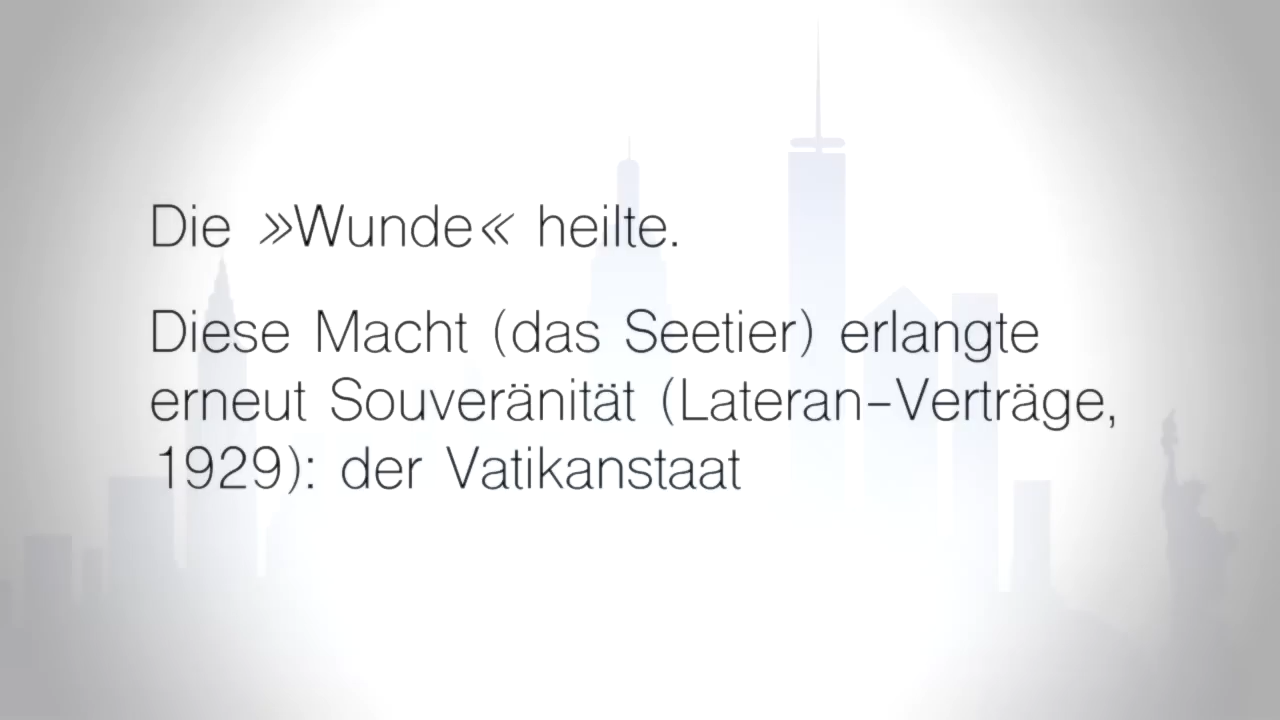 Die »Wunde« heilte.
Diese Macht (das Seetier) erlangte
erneut Souveränität (Lateran-Verträge,
1929): der Vatikanstaat